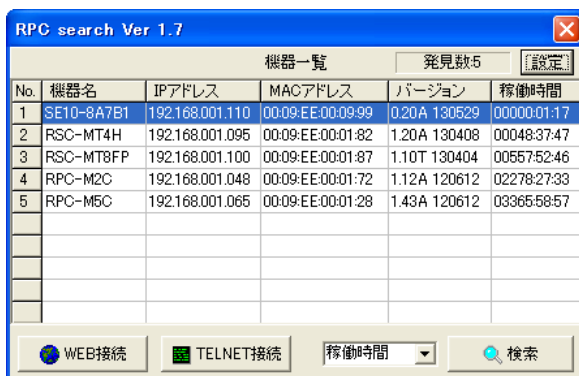 RPC search Ver 1.7
機器一覧 発見数:5 設定
No. 機器名 IPアドレス MACアドレス バージョン 稼働時間
1 SE10-8A7B1 192.168.001.110 00:09:EE:00:09:99 0.20A 130529 00000:01:17
2 RSC-MT4H 192.168.001.095 00:09:EE:00:01:82 1.20A 130408 00048:37:47
3 RSC-MT8FP 192.168.001.100 00:09:EE:00:01:87 1.10T 130404 00557:52:46
4 RPC-M2C 192.168.001.048 00:09:EE:00:01:72 1.12A 120612 02278:27:33
5 RPC-M5C 192.168.001.065 00:09:EE:00:01:28 1.43A 120612 03365:58:57
WEB接続 TELNET接続 稼働時間 検索